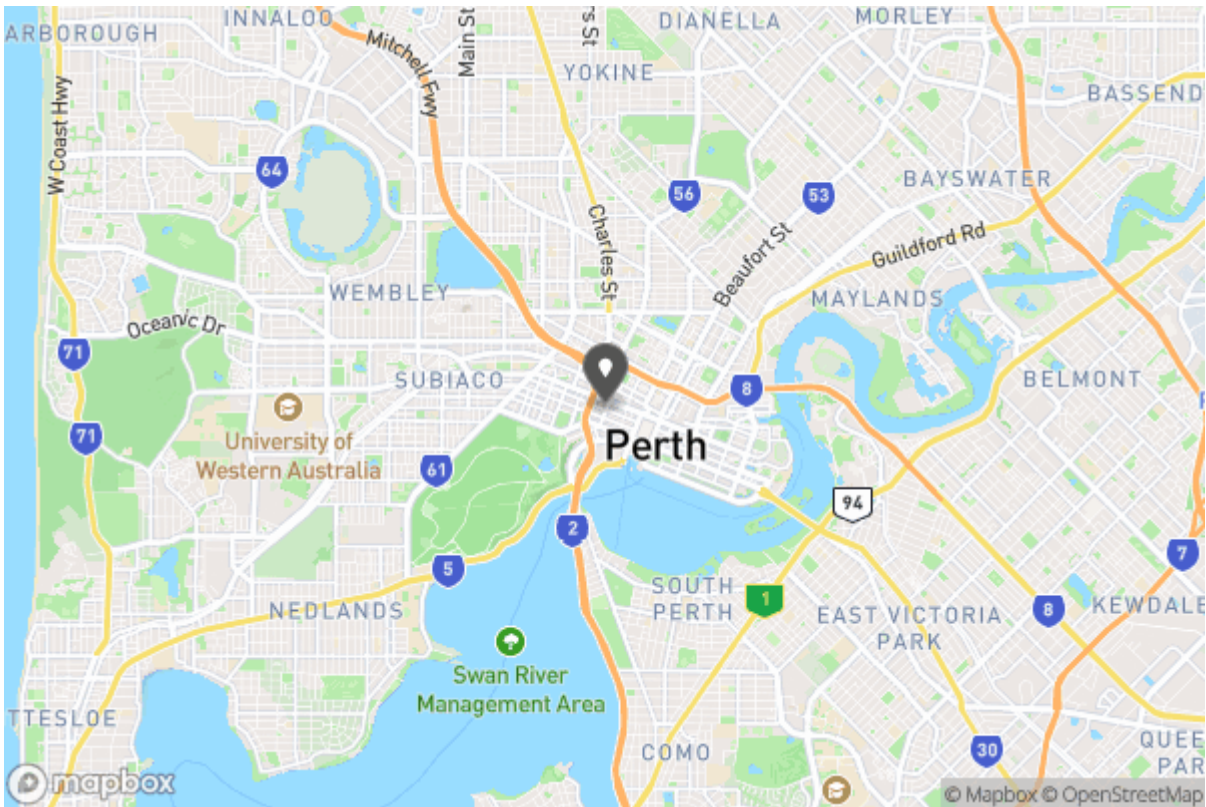 INNALOO
ARBOROUGH
Main St
rs St
DIANELLA
MORLEY
Mitchell Fwy
YOKINE
W Coast Hwy
BASSEND
64
56
53
BAYSWATER
Charles St
Beaufort St
Guildford Rd
WEMBLEY
MAYLANDS
Oceanic Dr
71
SUBIACO
8
BELMONT
71
University of
Western Australia
Perth
61
94
2
5
7
SOUTH
PERTH
1
NEDLANDS
EAST VICTORIA
PARK
8
KEWDALE
Swan River
Management Area
TTESLOE
COMO
30
QUEE
PAR
mapbox
© Mapbox © OpenStreetMap